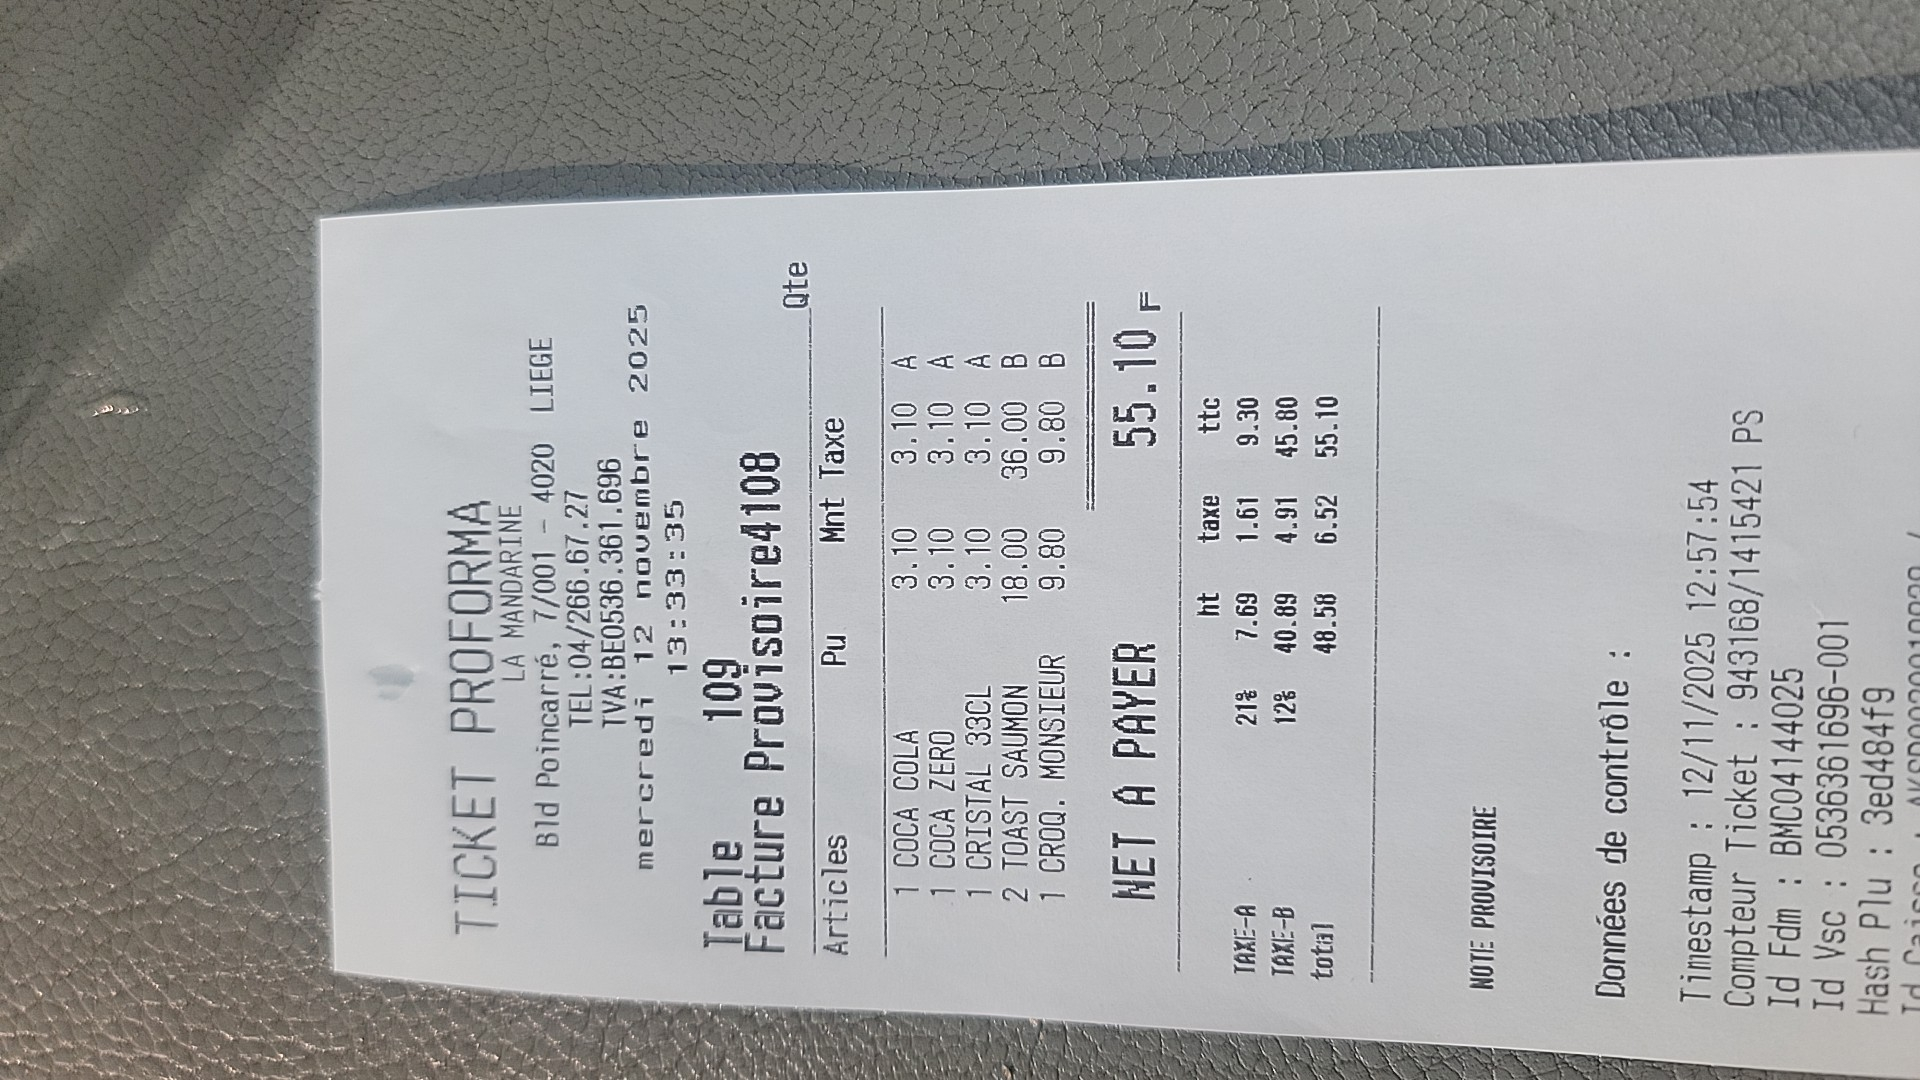 TICKET PROFORMA
LA MANDARINE
Bld Poincarré, 7/001 - 4020 LIEGE
TEL:04/266.67.27
TVA:BE0536.361.696
mercredi 12 novembre 2025
13:33:35
Table 109
Facture Provisoire4108
Qte
Articles Pu Mnt Taxe
1 COCA COLA 3.10 3.10 A
1 COCA ZERO 3.10 3.10 A
1 CRISTAL 33CL 3.10 3.10 A
2 TOAST SAUMON 18.00 36.00 B
1 CROQ. MONSIEUR 9.80 9.80 B
NET A PAYER 55.10 F
ht taxe ttc
TAXE-A 21% 7.69 1.61 9.30
TAXE-B 12% 40.89 4.91 45.80
total 48.58 6.52 55.10
NOTE PROVISOIRE
Données de contrôle :
Timestamp : 12/11/2025 12:57:54
Compteur Ticket : 943168/1415421 PS
Id Fdm : BMC04144025
Id Vsc : 0536361696-001
Hash Plu : 3ed484f9
Id Caisse :